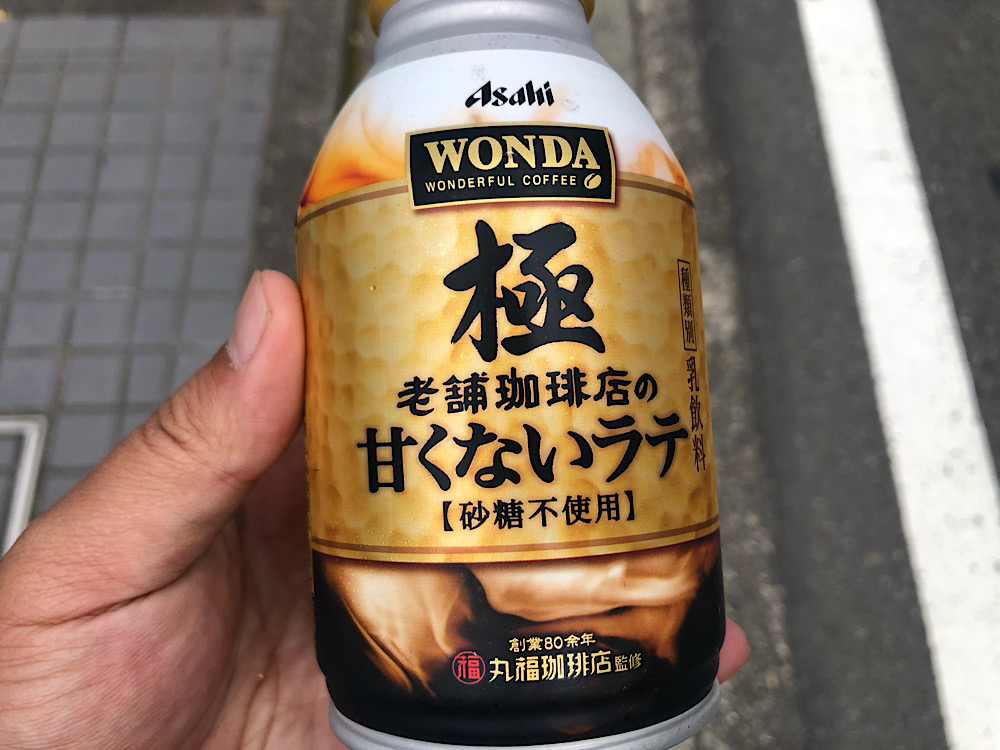 Asahi
WONDA
WONDERFUL COFFEE
極
老舗珈琲店の
甘くないラテ
【砂糖不使用】
種類別
乳飲料
創業80余年
福 丸福珈琲店監修